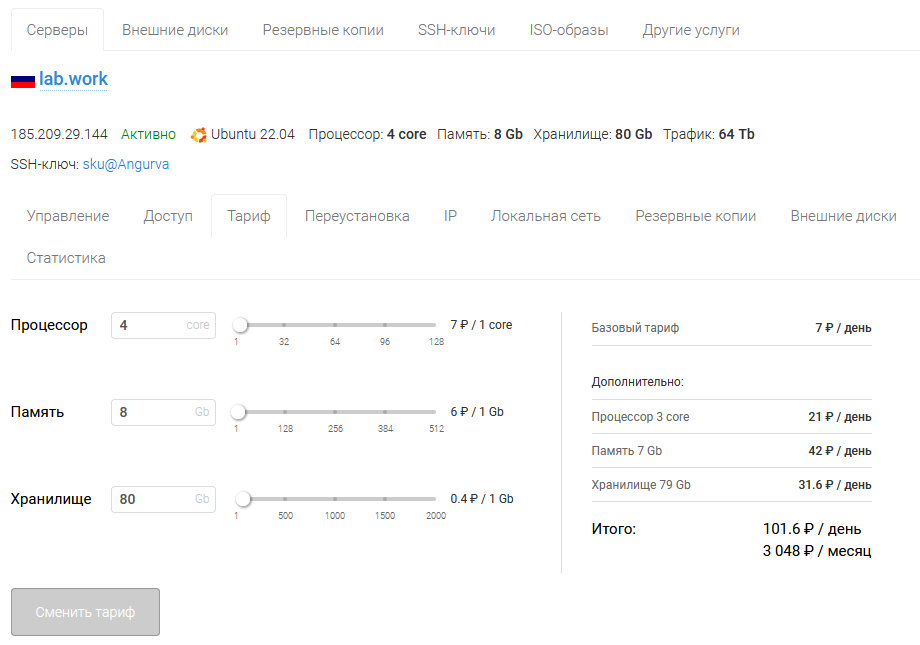 Серверы Внешние диски Резервные копии SSH-ключи ISO-образы Другие услуги
lab.work
185.209.29.144 Активно Ubuntu 22.04 Процессор: 4 core Память: 8 Gb Хранилище: 80 Gb Трафик: 64 Tb
SSH-ключ: sku@Angurva
Управление Доступ Тариф Переустановка IP Локальная сеть Резервные копии Внешние диски
Статистика
Процессор 4 core 7 ₽ / 1 core
1 32 64 96 128
Память 8 Gb 6 ₽ / 1 Gb
1 128 256 384 512
Хранилище 80 Gb 0.4 ₽ / 1 Gb
1 500 1000 1500 2000
Базовый тариф 7 ₽ / день
Дополнительно:
Процессор 3 core 21 ₽ / день
Память 7 Gb 42 ₽ / день
Хранилище 79 Gb 31.6 ₽ / день
Итого: 101.6 ₽ / день
3 048 ₽ / месяц
Сменить тариф